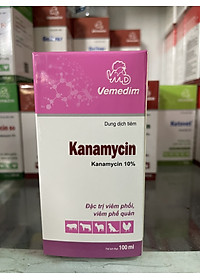 Vemedim
Dung dịch tiêm
Kanamycin
Kanamycin 10%
Đặc trị viêm phổi,
viêm phế quản
100 ml